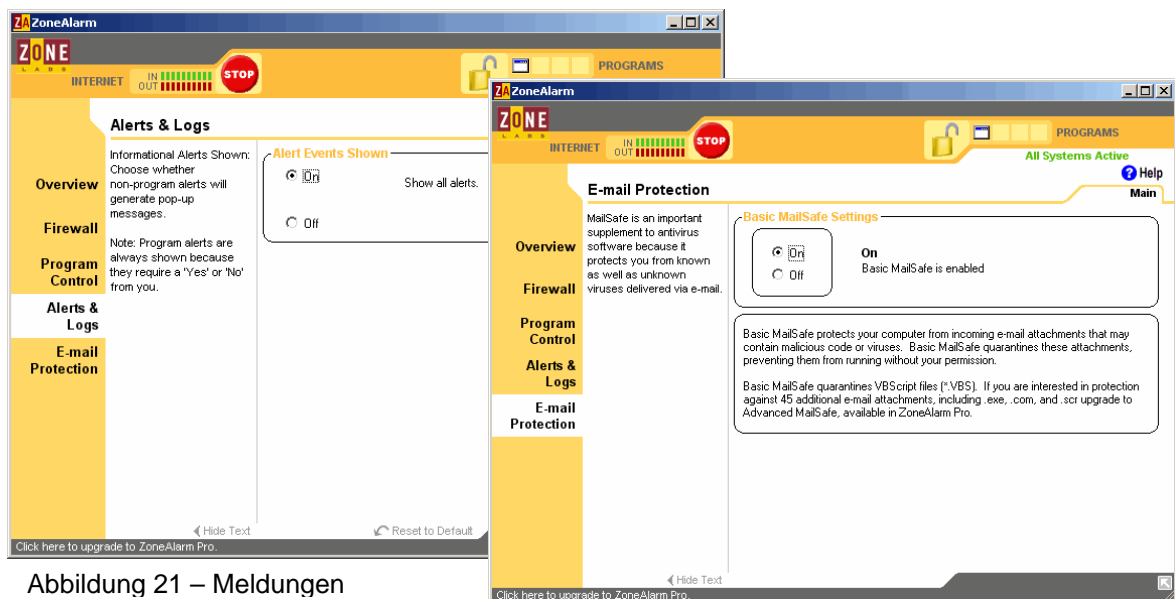 ZA ZoneAlarm
ZONE
LABS
INTERNET
IN
OUT
STOP
PROGRAMS
Alerts & Logs
Overview
Firewall
Program
Control
Alerts &
Logs
E-mail
Protection
Informational Alerts Shown:
Choose whether
non-program alerts will
generate pop-up
messages.
Note: Program alerts are
always shown because
they require a 'Yes' or 'No'
from you.
Alert Events Shown
On
Show all alerts.
Off
Hide Text
Reset to Default
Click here to upgrade to ZoneAlarm Pro.
Abbildung 21 – Meldungen
ZA ZoneAlarm
ZONE
LABS
INTERNET
IN
OUT
STOP
PROGRAMS
All Systems Active
? Help
E-mail Protection
Main
Overview
Firewall
Program
Control
Alerts &
Logs
E-mail
Protection
MailSafe is an important
supplement to antivirus
software because it
protects you from known
as well as unknown
viruses delivered via e-mail.
Basic MailSafe Settings
On
Off
On
Basic MailSafe is enabled
Basic MailSafe protects your computer from incoming e-mail attachments that may
contain malicious code or viruses. Basic MailSafe quarantines these attachments,
preventing them from running without your permission.
Basic MailSafe quarantines VBScript files (*.VBS). If you are interested in protection
against 45 additional e-mail attachments, including .exe, .com, and .scr upgrade to
Advanced MailSafe, available in ZoneAlarm Pro.
Hide Text
Click here to upgrade to ZoneAlarm Pro.